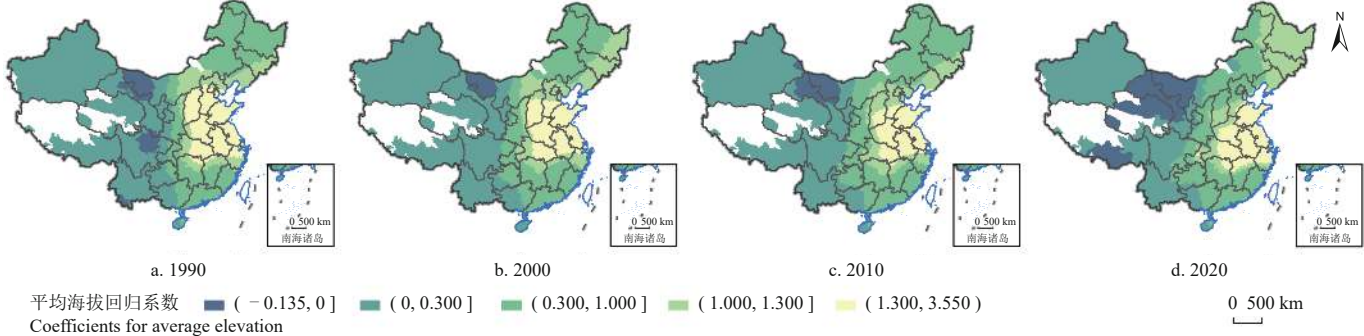 N
0 500 km
南海诸岛
0 500 km
南海诸岛
0 500 km
南海诸岛
0 500 km
南海诸岛
a. 1990
b. 2000
c. 2010
d. 2020
平均海拔回归系数 (－0.135, 0] (0, 0.300] (0.300, 1.000] (1.000, 1.300] (1.300, 3.550)
Coefficients for average elevation
0 500 km